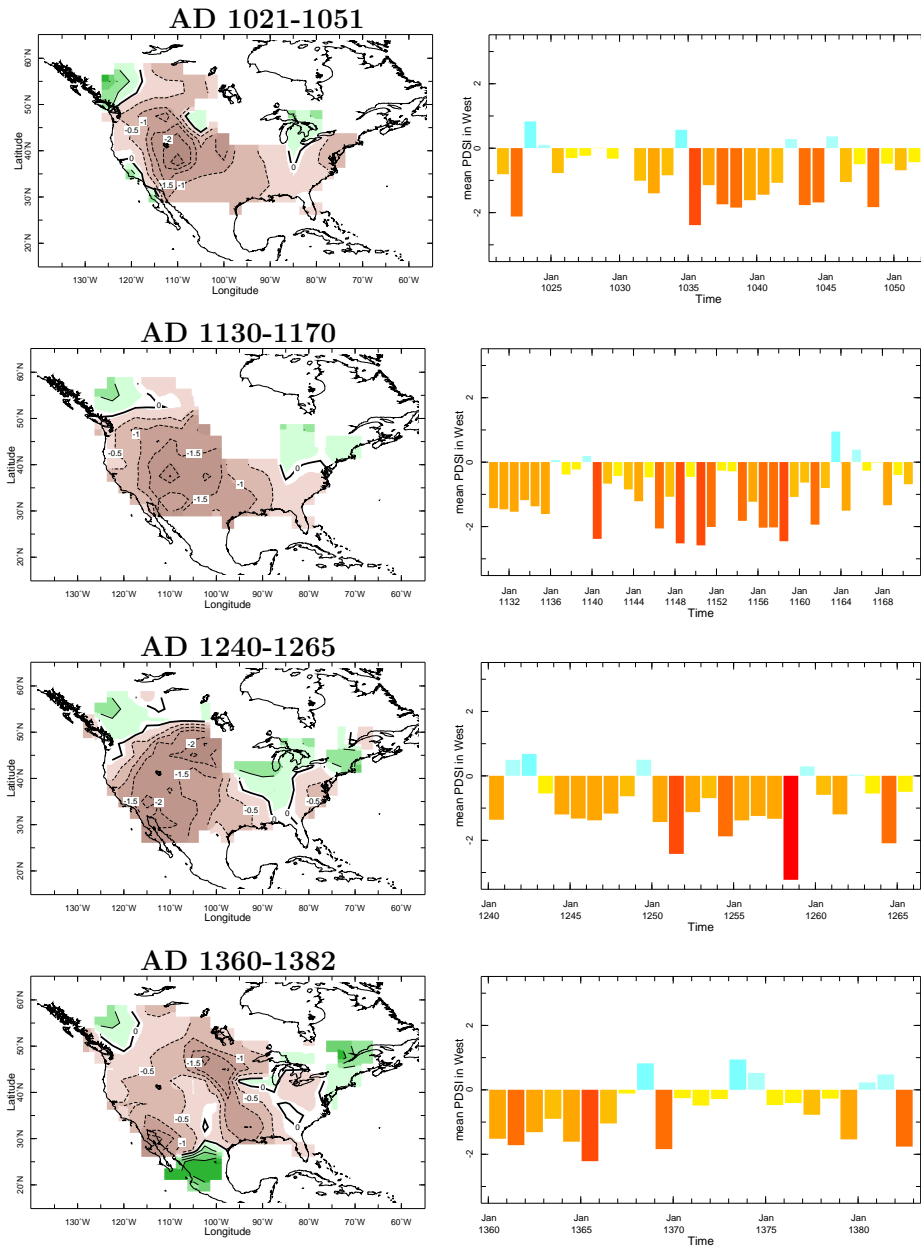 AD 1021-1051
60˚N
50˚N
40˚N
30˚N
20˚N
Latitude
-0.5
-1
-2
0
-1.5
-1
0
130˚W 120˚W 110˚W 100˚W 90˚W 80˚W 70˚W 60˚W
Longitude
mean PDSI in West
2
0
-2
Jan Jan Jan Jan Jan Jan
1025 1030 1035 1040 1045 1050
Time
AD 1130-1170
60˚N
50˚N
40˚N
30˚N
20˚N
Latitude
0
-1
-0.5
-1.5
0
-1
-1.5
130˚W 120˚W 110˚W 100˚W 90˚W 80˚W 70˚W 60˚W
Longitude
mean PDSI in West
2
0
-2
Jan Jan Jan Jan Jan Jan Jan Jan Jan Jan
1132 1136 1140 1144 1148 1152 1156 1160 1164 1168
Time
AD 1240-1265
60˚N
50˚N
40˚N
30˚N
20˚N
Latitude
0
-2
-1.5
-1.5
-2
-0.5
-0.5
0
0
130˚W 120˚W 110˚W 100˚W 90˚W 80˚W 70˚W 60˚W
Longitude
mean PDSI in West
2
0
-2
Jan Jan Jan Jan Jan Jan
1240 1245 1250 1255 1260 1265
Time
AD 1360-1382
60˚N
50˚N
40˚N
30˚N
20˚N
Latitude
0
-1
-1.5
-0.5
0
-0.5
-0.5
0
-1
130˚W 120˚W 110˚W 100˚W 90˚W 80˚W 70˚W 60˚W
Longitude
mean PDSI in West
2
0
-2
Jan Jan Jan Jan Jan
1360 1365 1370 1375 1380
Time